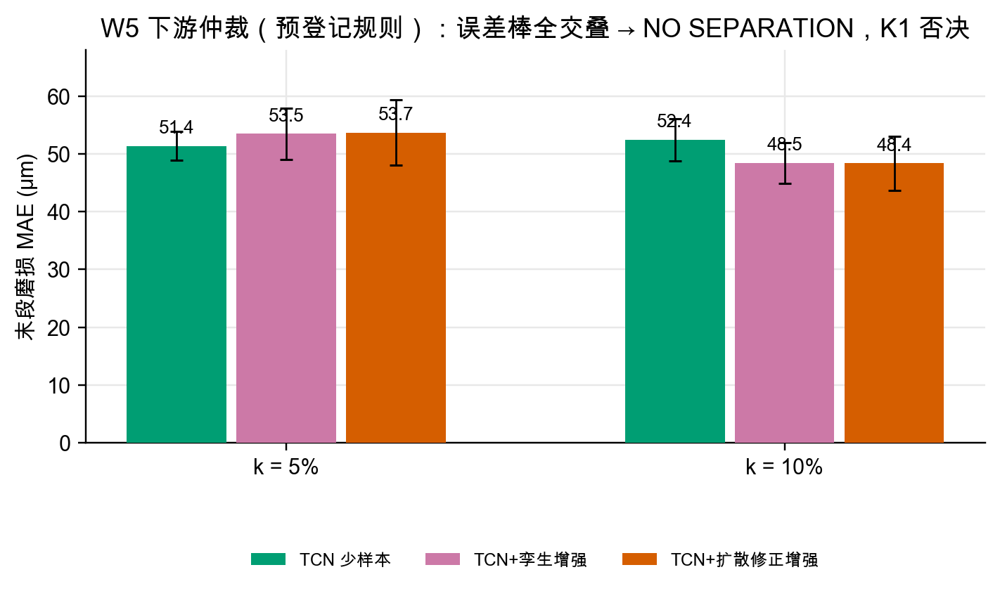 W5 下游仲裁（预登记规则）：误差棒全交叠 → NO SEPARATION，K1 否决
末段磨损 MAE (μm)
60
50
40
30
20
10
0
51.4
53.5
53.7
52.4
48.5
48.4
k = 5%
k = 10%
TCN 少样本
TCN+孪生增强
TCN+扩散修正增强